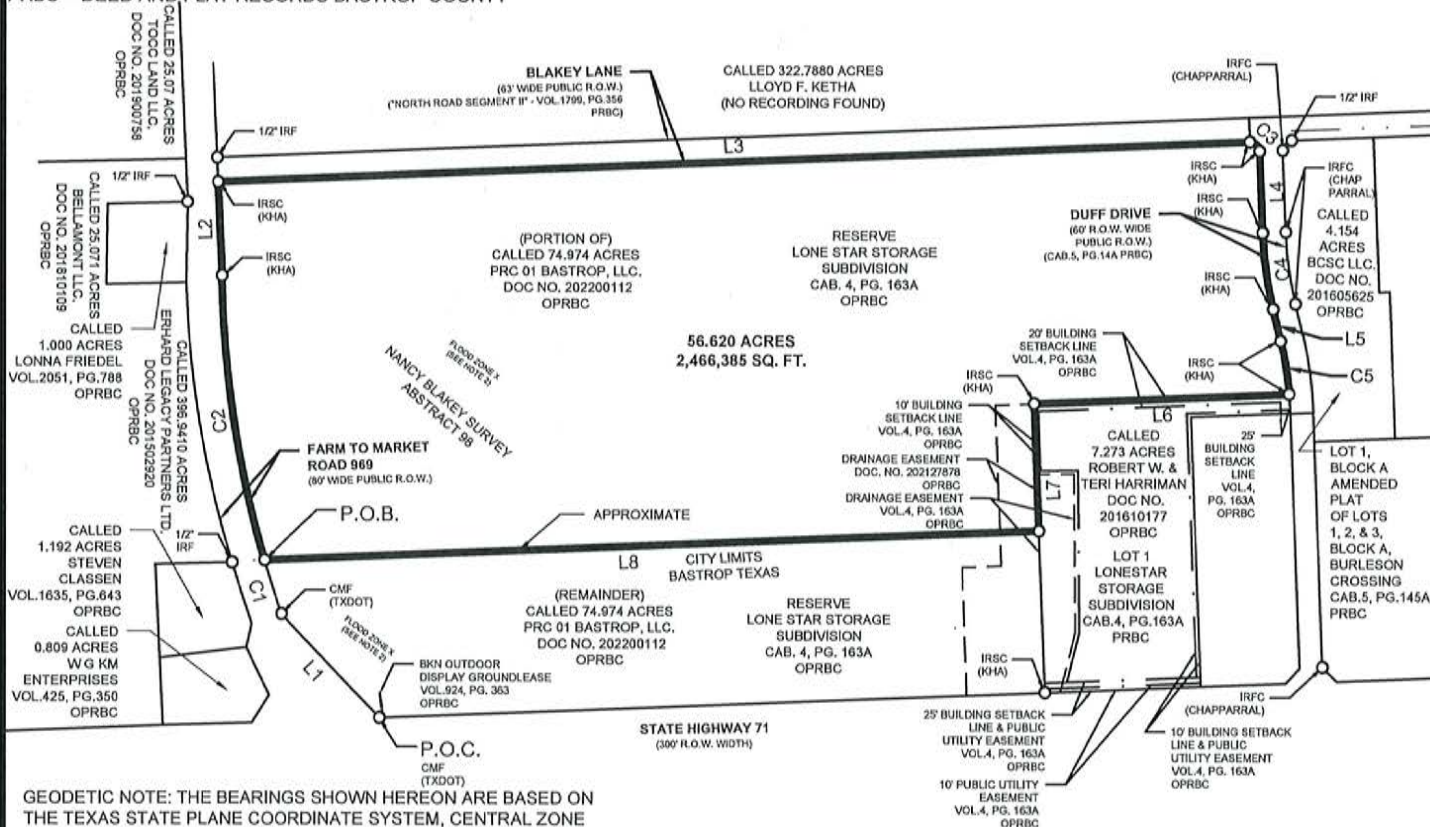 CALLED 25.07 ACRES
TOCC LAND LLC.
DOC NO. 201900758
OPRBC
BLAKEY LANE
(63' WIDE PUBLIC R.O.W.)
("NORTH ROAD SEGMENT II" - VOL.1799, PG.356
PRBC)
CALLED 322.7880 ACRES
LLOYD F. KETHA
(NO RECORDING FOUND)
IRFC
(CHAPPARRAL)
1/2" IRF
1/2" IRF
L3
C3
1/2" IRF
IRSC
(KHA)
L2
IRSC
(KHA)
IRSC
(KHA)
L4
IRFC
(CHAP
PARRAL)
IRSC
(KHA)
CALLED 25.071 ACRES
BELLAMONT LLC.
DOC NO. 201810109
OPRBC
(PORTION OF)
CALLED 74.974 ACRES
PRC 01 BASTROP, LLC.
DOC NO. 202200112
OPRBC
RESERVE
LONE STAR STORAGE
SUBDIVISION
CAB. 4, PG. 163A
OPRBC
DUFF DRIVE
(60' R.O.W. WIDE
PUBLIC R.O.W.)
(CAB.5, PG.14A PRBC)
C4
CALLED
4.154
ACRES
BCSC LLC.
DOC NO.
201605625
OPRBC
IRSC
(KHA)
CALLED
1.000 ACRES
LONNA FRIEDEL
VOL.2051, PG.788
OPRBC
CALLED 396.9410 ACRES
ERHARD LEGACY PARTNERS LTD.
DOC NO. 201502920
OPRBC
56.620 ACRES
2,466,385 SQ. FT.
FLOOD ZONE X
(SEE NOTE 2)
NANCY BLAKEY SURVEY
ABSTRACT 98
20' BUILDING
SETBACK LINE
VOL.4, PG. 163A
OPRBC
L5
IRSC
(KHA)
C5
IRSC
(KHA)
C2
L6
10' BUILDING
SETBACK LINE
VOL.4, PG. 163A
OPRBC
FARM TO MARKET
ROAD 969
(80' WIDE PUBLIC R.O.W.)
DRAINAGE EASEMENT
DOC, NO. 202127878
OPRBC
DRAINAGE EASEMENT
VOL.4, PG. 163A
OPRBC
L7
CALLED
7.273 ACRES
ROBERT W. &
TERI HARRIMAN
DOC NO.
201610177
OPRBC
25'
BUILDING
SETBACK
LINE
VOL.4,
PG. 163A
OPRBC
LOT 1,
BLOCK A
AMENDED
PLAT
OF LOTS
1, 2, & 3,
BLOCK A,
BURLESON
CROSSING
CAB.5, PG.145A
PRBC
P.O.B.
APPROXIMATE
1/2"
IRF
L8
CITY LIMITS
BASTROP TEXAS
CALLED
1.192 ACRES
STEVEN
CLASSEN
VOL.1635, PG.643
OPRBC
C1
CMF
(TXDOT)
(REMAINDER)
CALLED 74.974 ACRES
PRC 01 BASTROP, LLC.
DOC NO. 202200112
OPRBC
RESERVE
LONE STAR STORAGE
SUBDIVISION
CAB. 4, PG. 163A
OPRBC
LOT 1
LONESTAR
STORAGE
SUBDIVISION
CAB.4, PG.163A
PRBC
FLOOD ZONE X
(SEE NOTE 2)
L1
CALLED
0.809 ACRES
W G KM
ENTERPRISES
VOL.425, PG.350
OPRBC
BKN OUTDOOR
DISPLAY GROUNDLEASE
VOL.924, PG. 363
OPRBC
IRSC
(KHA)
IRFC
(CHAPPARRAL)
STATE HIGHWAY 71
(300' R.O.W. WIDTH)
P.O.C.
CMF
(TXDOT)
25' BUILDING SETBACK
LINE & PUBLIC
UTILITY EASEMENT
VOL.4, PG. 163A
OPRBC
10' BUILDING SETBACK
LINE & PUBLIC
UTILITY EASEMENT
VOL.4, PG. 163A
OPRBC
10' PUBLIC UTILITY
EASEMENT
VOL.4, PG. 163A
OPRBC
GEODETIC NOTE: THE BEARINGS SHOWN HEREON ARE BASED ON
THE TEXAS STATE PLANE COORDINATE SYSTEM, CENTRAL ZONE